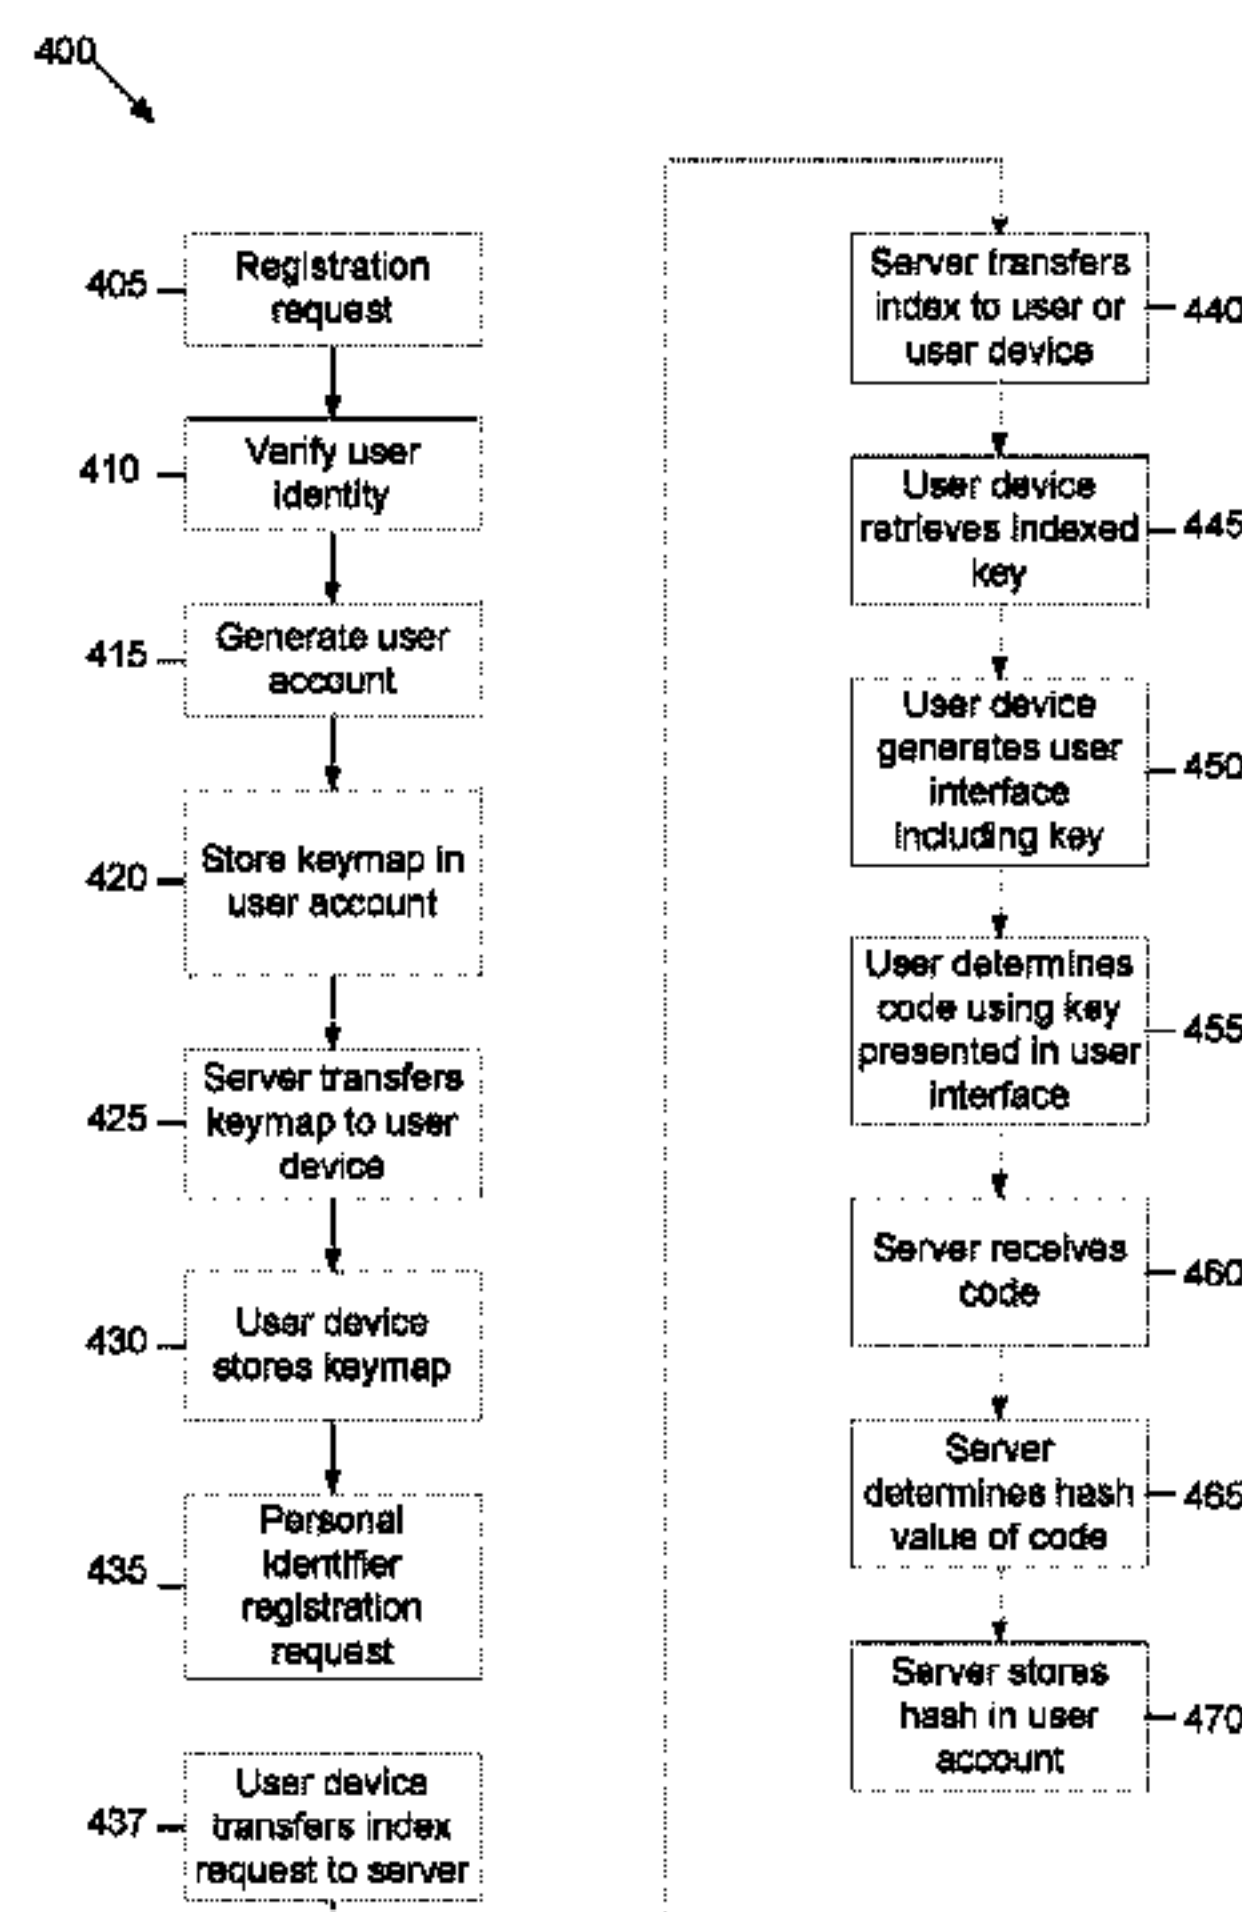 400
405
Registration
request
410
Verify user
identity
415
Generate user
account
420
Store keymap in
user account
425
Server transfers
keymap to user
device
430
User device
stores keymap
435
Personal
identifier
registration
request
437
User device
transfers index
request to server
Server transfers
index to user or
user device
440
User device
retrieves indexed
key
445
User device
generates user
interface
including key
450
User determines
code using key
presented in user
interface
455
Server receives
code
460
Server
determines hash
value of code
465
Server stores
hash in user
account
470